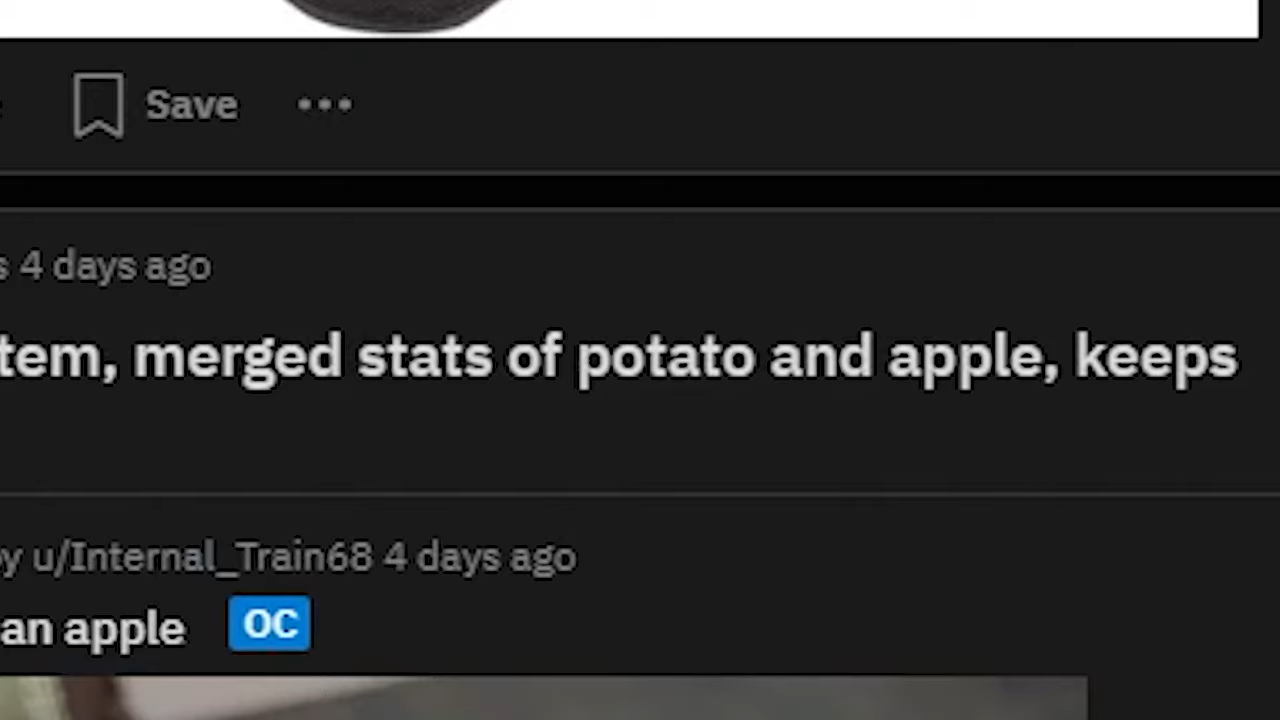 Save
4 days ago
tem, merged stats of potato and apple, keeps
by u/Internal_Train68 4 days ago
an apple OC